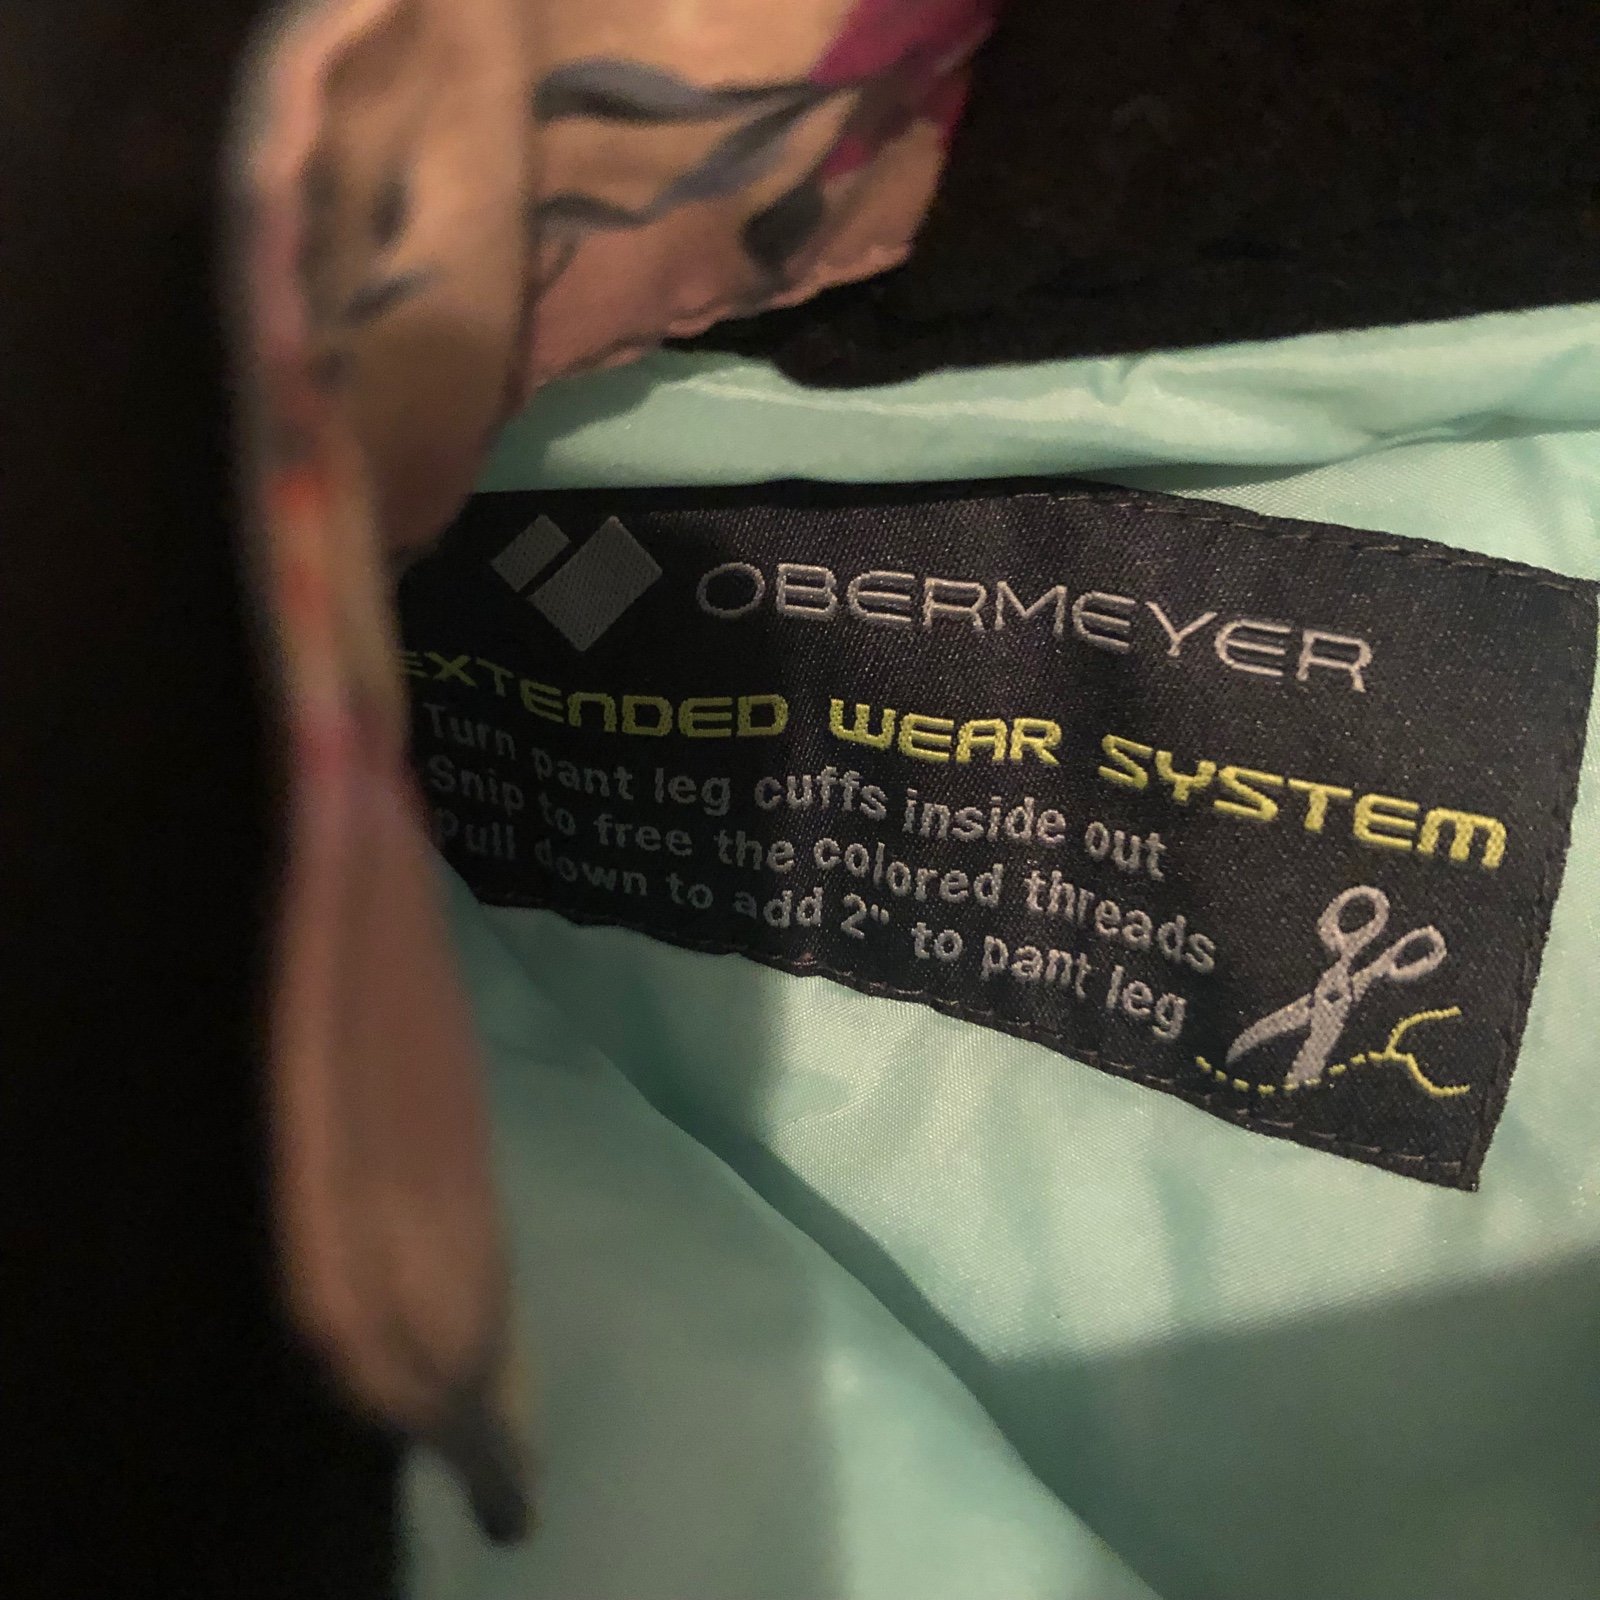 OBERMEYER
EXTENDED WEAR SYSTEM
Turn pant leg cuffs inside out
Snip to free the colored threads
pull down to add 2" to pant leg